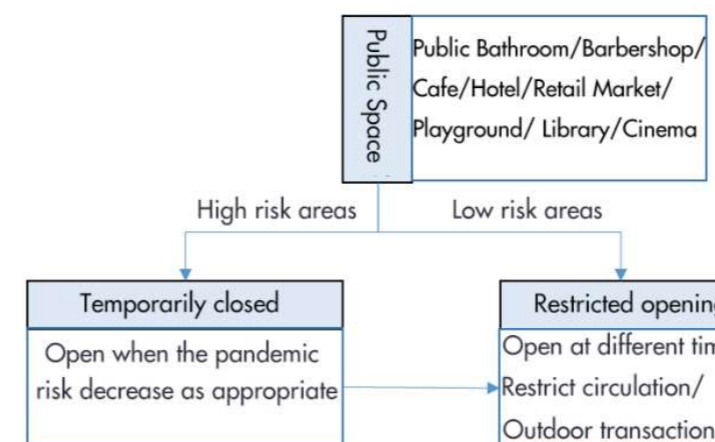 Public Space
Public Bathroom/Barbershop/
Cafe/Hotel/Retail Market/
Playground/ Library/Cinema
High risk areas
Low risk areas
Temporarily closed
Open when the pandemic
risk decrease as appropriate
Restricted opening
Open at different
Restrict circulation/
Outdoor transaction